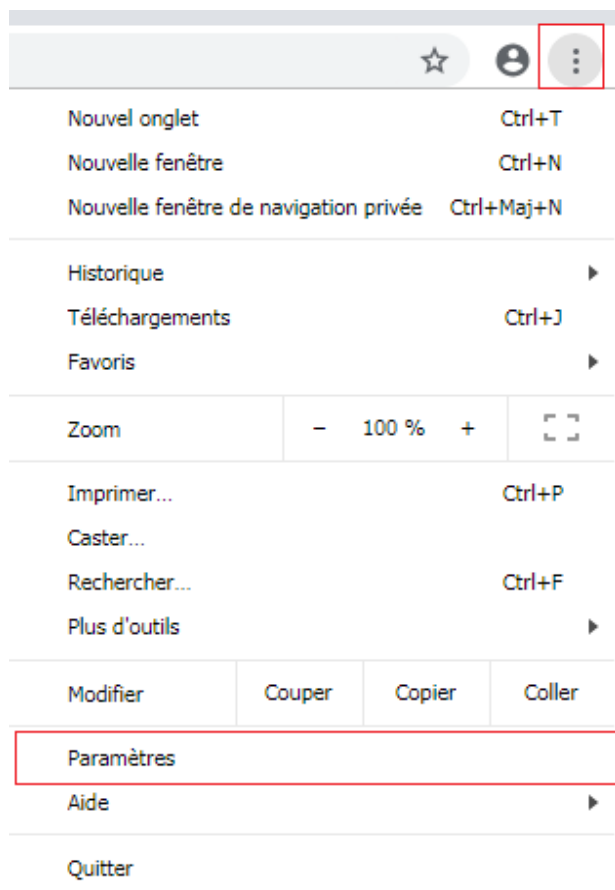 Nouvel onglet Ctrl+T
Nouvelle fenêtre Ctrl+N
Nouvelle fenêtre de navigation privée Ctrl+Maj+N
Historique
Téléchargements Ctrl+J
Favoris
Zoom - 100 % +
Imprimer... Ctrl+P
Caster...
Rechercher... Ctrl+F
Plus d'outils
Modifier Couper Copier Coller
Paramètres
Aide
Quitter